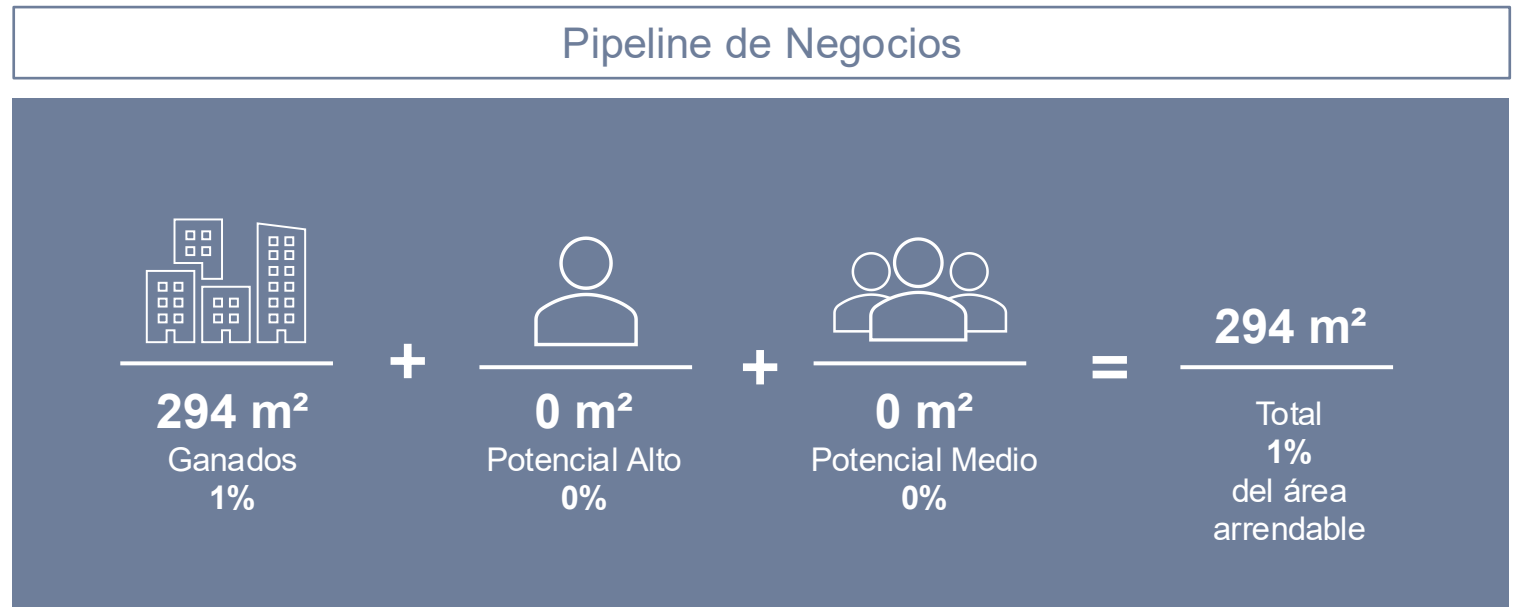 Pipeline de Negocios
294 m²
Ganados
1%
+
0 m²
Potencial Alto
0%
+
0 m²
Potencial Medio
0%
=
294 m²
Total
1%
del área
arrendable